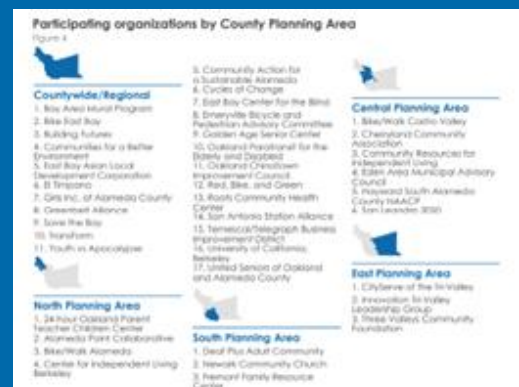 Participating organizations by County Planning Area
Figure 4
Countywide/Regional
1. Bay Area Mural Program
2. Bike East Bay
3. Building Futures
4. Communities for a Better
Environment
5. East Bay Asian Local
Development Corporation
6. El Timpano
7. Girls Inc. of Alameda County
8. Greenbelt Alliance
9. Save the Bay
10. Transform
11. Youth vs Apocalypse
North Planning Area
1. 24 hour Oakland Parent
Teacher Children Center
2. Alameda Point Collaborative
3. Bike/Walk Alameda
4. Center for Independent Living
Berkeley
5. Community Action for
a Sustainable Alameda
6. Cycles of Change
7. East Bay Center for the Blind
8. Emeryville Bicycle and
Pedestrian Advisory Committee
9. Golden Age Senior Center
10. Oakland Paratransit for the
Elderly and Disabled
11. Oakland Chinatown
Improvement Council
12. Red, Bike, and Green
13. Roots Community Health
Center
14. San Antonio Station Alliance
15. Temescal/Telegraph Business
Improvement District
16. University of California,
Berkeley
17. United Seniors of Oakland
and Alameda County
South Planning Area
1. Deaf Plus Adult Community
2. Newark Community Church
3. Fremont Family Resource
Center
Central Planning Area
1. Bike/Walk Castro Valley
2. Cherryland Community
Association
3. Community Resources for
Independent Living
4. Eden Area Municipal Advisory
Council
5. Hayward South Alameda
County NAACP
6. San Leandro 2050
East Planning Area
1. CityServe of the Tri-Valley
2. Innovation Tri-Valley
Leadership Group
3. Three Valleys Community
Foundation